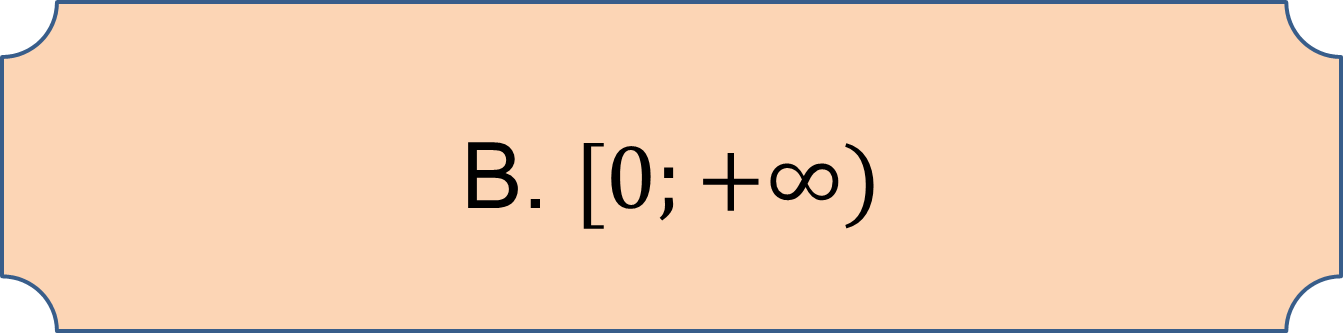 B. [0; +∞)